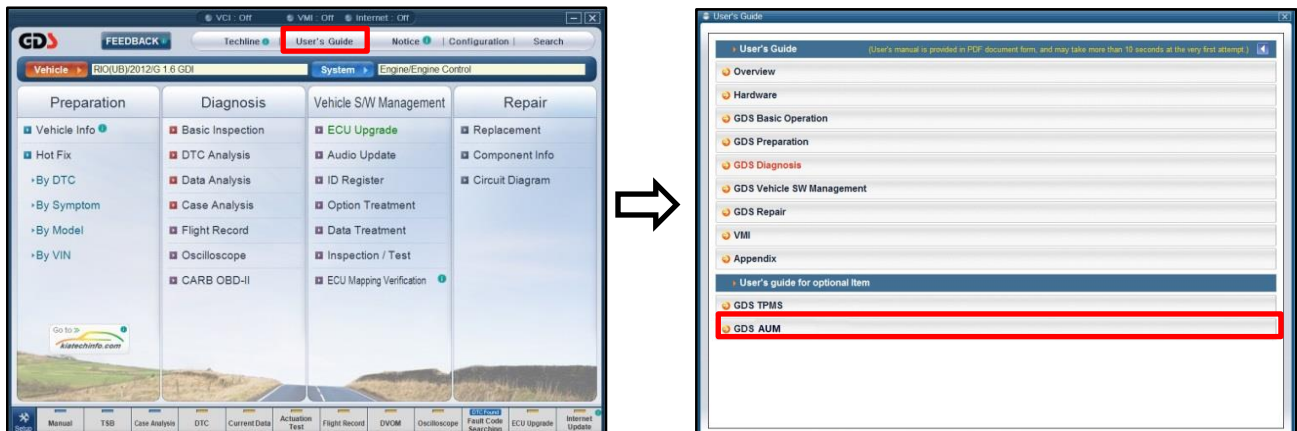 VCI : Off VMI : Off Internet : Off
GDS FEEDBACK Techline User's Guide Notice Configuration Search
Vehicle RIO(UB)/2012/G 1.6 GDI System Engine/Engine Control
Preparation Diagnosis Vehicle S/W Management Repair
Vehicle Info Basic Inspection ECU Upgrade Replacement
Hot Fix DTC Analysis Audio Update Component Info
By DTC Data Analysis ID Register Circuit Diagram
By Symptom Case Analysis Option Treatment
By Model Flight Record Data Treatment
By VIN Oscilloscope Inspection / Test
CARB OBD-II ECU Mapping Verification
Go to
kiatechinfo.com
Setup Manual TSB Case Analysis DTC Current Data Actuation Test Flight Record DVOM Oscilloscope DTC Found Fault Code Searching ECU Upgrade Internet Update
User's Guide
User's Guide (User's manual is provided in PDF document form, and may take more than 10 seconds at the very first attempt.)
Overview
Hardware
GDS Basic Operation
GDS Preparation
GDS Diagnosis
GDS Vehicle SW Management
GDS Repair
VMI
Appendix
User's guide for optional Item
GDS TPMS
GDS AUM